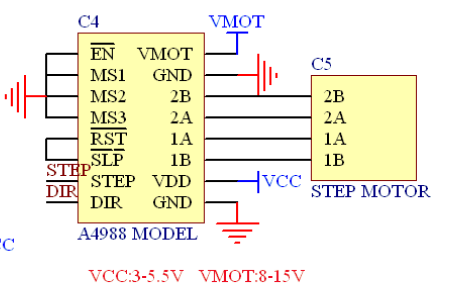 C4
VMOT
EN VMOT
MS1 GND
MS2 2B
MS3 2A
RST 1A
SLP 1B
STEP STEP VDD VCC
DIR DIR GND
A4988 MODEL
C5
2B
2A
1A
1B
STEP MOTOR
VCC:3-5.5V VMOT:8-15V